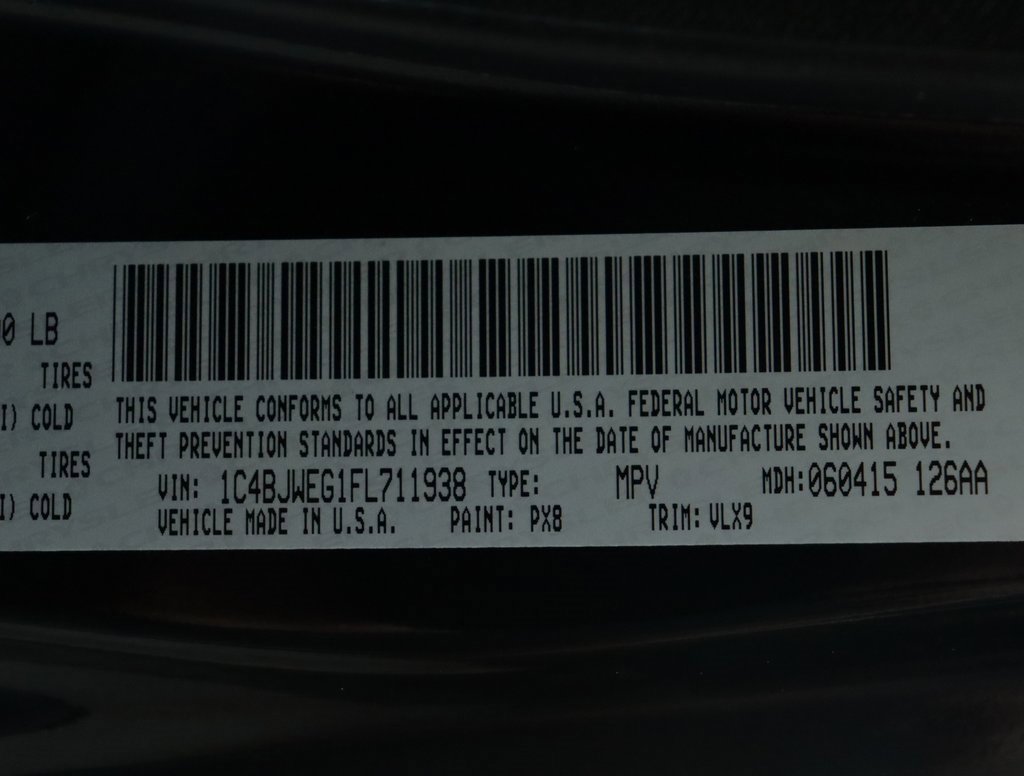 0 LB
TIRES
I) COLD
TIRES
I) COLD
THIS VEHICLE CONFORMS TO ALL APPLICABLE U.S.A. FEDERAL MOTOR VEHICLE SAFETY AND
THEFT PREVENTION STANDARDS IN EFFECT ON THE DATE OF MANUFACTURE SHOWN ABOVE.
VIN: 1C4BJWEG1FL711938 TYPE: MPV MDH:060415 126AA
VEHICLE MADE IN U.S.A. PAINT: PX8 TRIM: VLX9